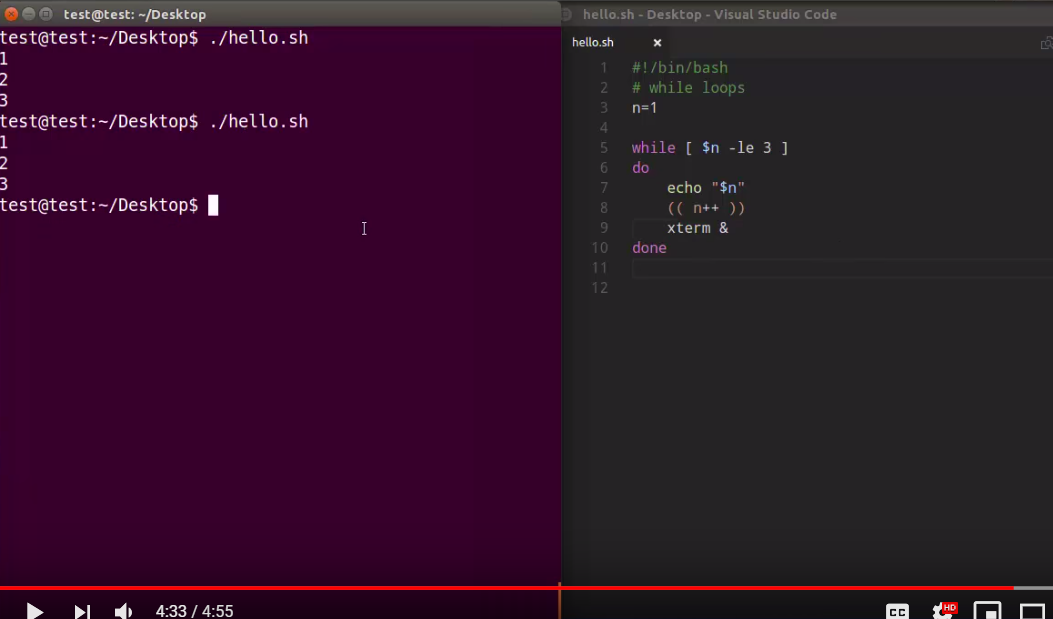 test@test: ~/Desktop
test@test:~/Desktop$ ./hello.sh
1
2
3
test@test:~/Desktop$ ./hello.sh
1
2
3
test@test:~/Desktop$
hello.sh - Desktop - Visual Studio Code
hello.sh
1 #!/bin/bash
2 # while loops
3 n=1
4
5 while [ $n -le 3 ]
6 do
7 echo "$n"
8 (( n++ ))
9 xterm &
10 done
11
12
4:33 / 4:55
CC
HD